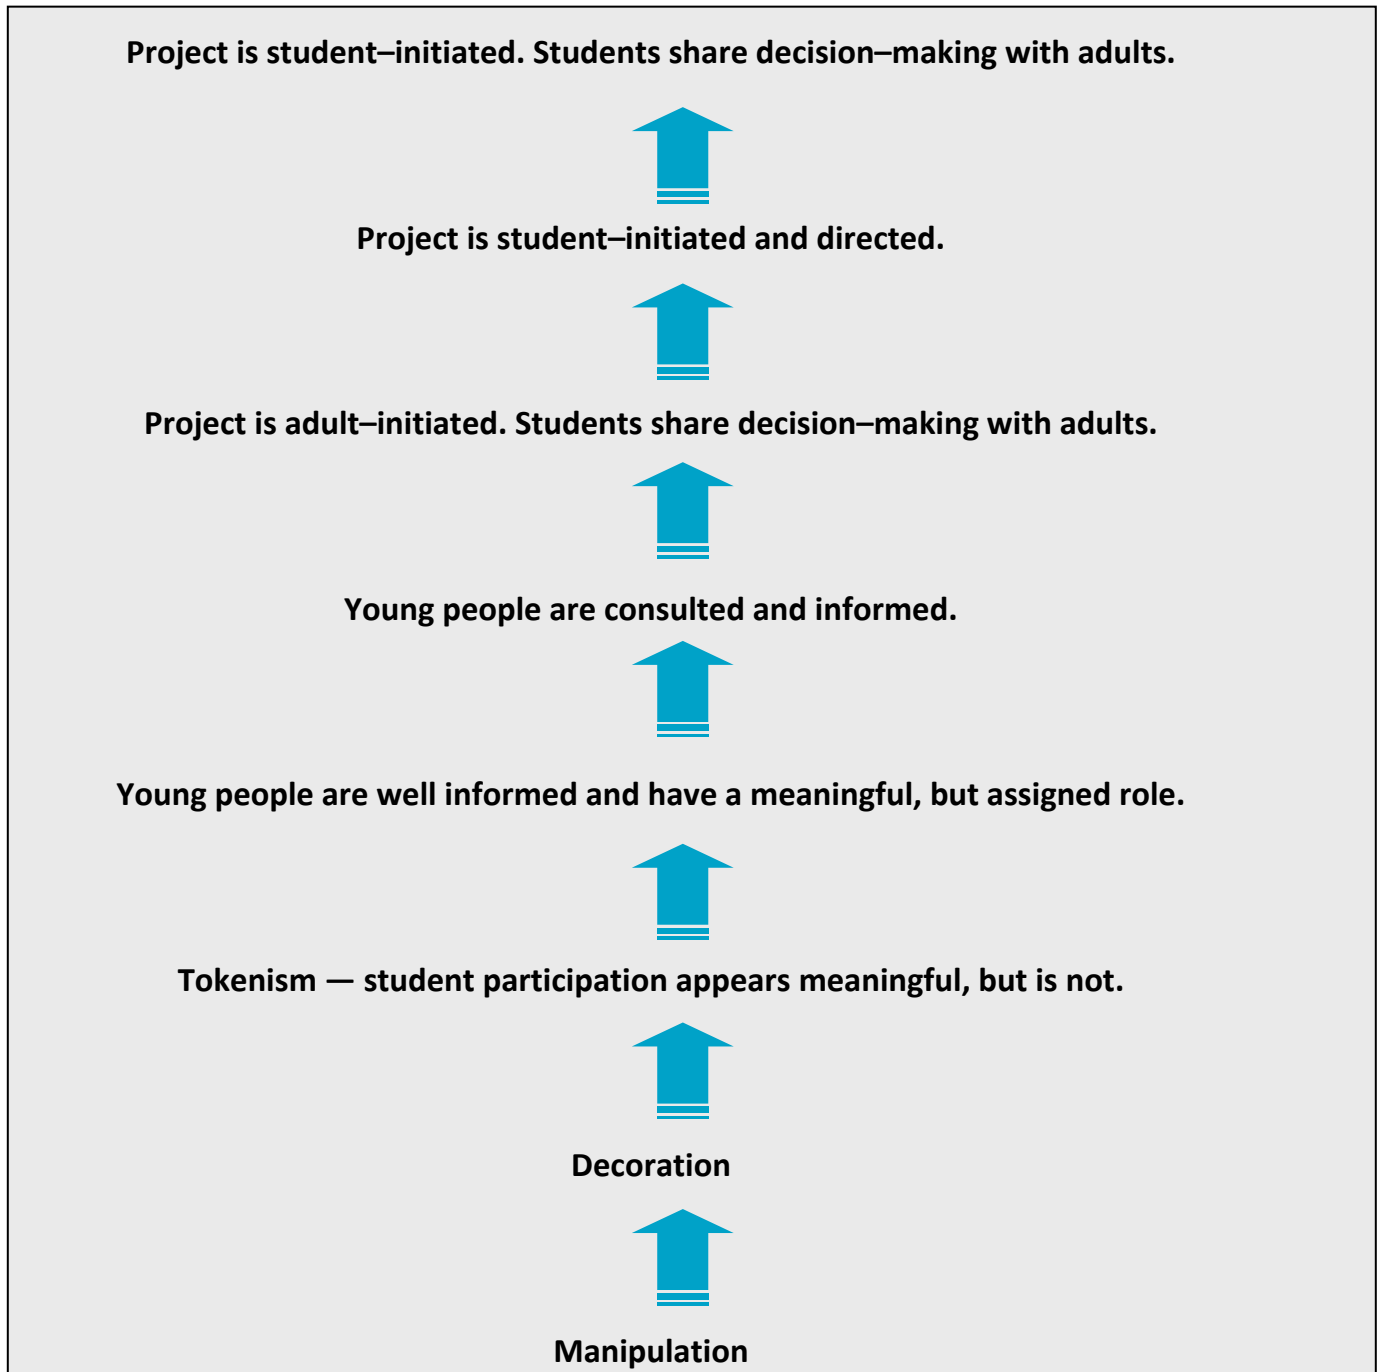 Project is student–initiated. Students share decision–making with adults.
Project is student–initiated and directed.
Project is adult–initiated. Students share decision–making with adults.
Young people are consulted and informed.
Young people are well informed and have a meaningful, but assigned role.
Tokenism — student participation appears meaningful, but is not.
Decoration
Manipulation